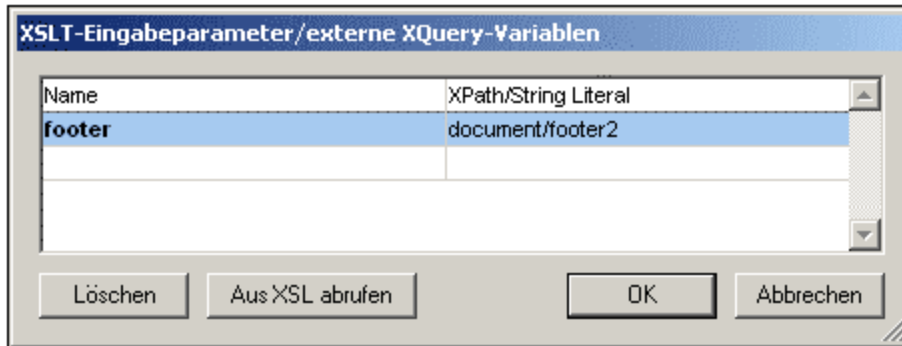 XSLT-Eingabeparameter/externe XQuery-Variablen
Name XPath/String Literal
footer document/footer2
Löschen Aus XSL abrufen OK Abbrechen